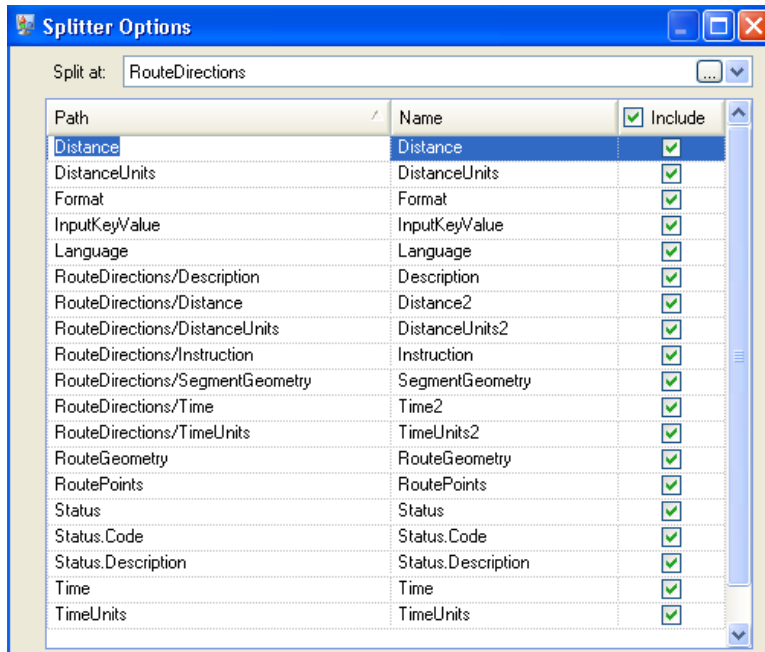 Splitter Options
Split at: RouteDirections ...
Path Name Include
Distance Distance
DistanceUnits DistanceUnits
Format Format
InputKeyValue InputKeyValue
Language Language
RouteDirections/Description Description
RouteDirections/Distance Distance2
RouteDirections/DistanceUnits DistanceUnits2
RouteDirections/Instruction Instruction
RouteDirections/SegmentGeometry SegmentGeometry
RouteDirections/Time Time2
RouteDirections/TimeUnits TimeUnits2
RouteGeometry RouteGeometry
RoutePoints RoutePoints
Status Status
Status.Code Status.Code
Status.Description Status.Description
Time Time
TimeUnits TimeUnits